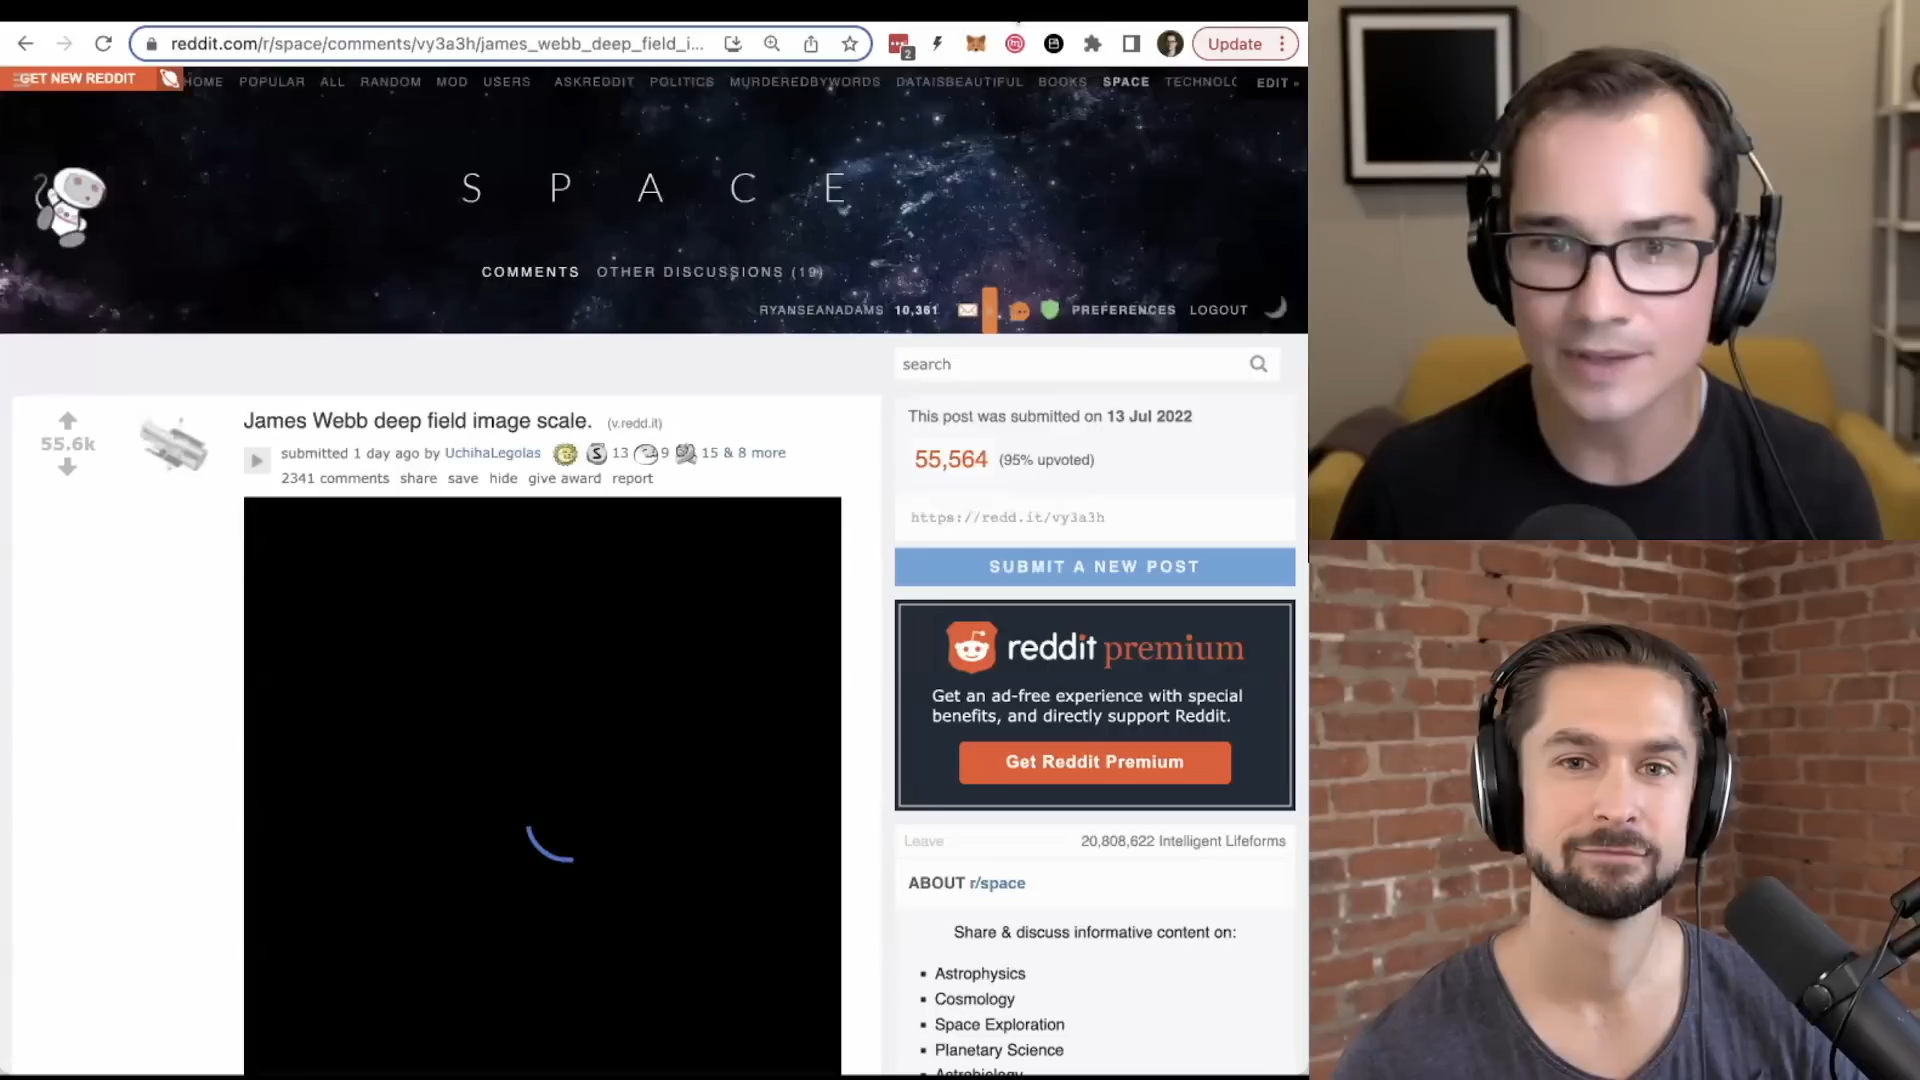 reddit.com/r/space/comments/vy3a3h/james_webb_deep_field_i...
2
Update
GET NEW REDDIT
HOME POPULAR ALL RANDOM MOD USERS ASKREDDIT POLITICS MURDEREDBYWORDS DATAISBEAUTIFUL BOOKS SPACE TECHNOLO EDIT »
SPACE
COMMENTS OTHER DISCUSSIONS (19)
RYANSEANADAMS 10,361 PREFERENCES LOGOUT
search
55.6k
James Webb deep field image scale. (v.redd.it)
submitted 1 day ago by UchihaLegolas S 13 9 15 & 8 more
2341 comments share save hide give award report
This post was submitted on 13 Jul 2022
55,564 (95% upvoted)
https://redd.it/vy3a3h
SUBMIT A NEW POST
reddit premium
Get an ad-free experience with special
benefits, and directly support Reddit.
Get Reddit Premium
Leave 20,808,622 Intelligent Lifeforms
ABOUT r/space
Share & discuss informative content on:
Astrophysics
Cosmology
Space Exploration
Planetary Science
Astrobiology